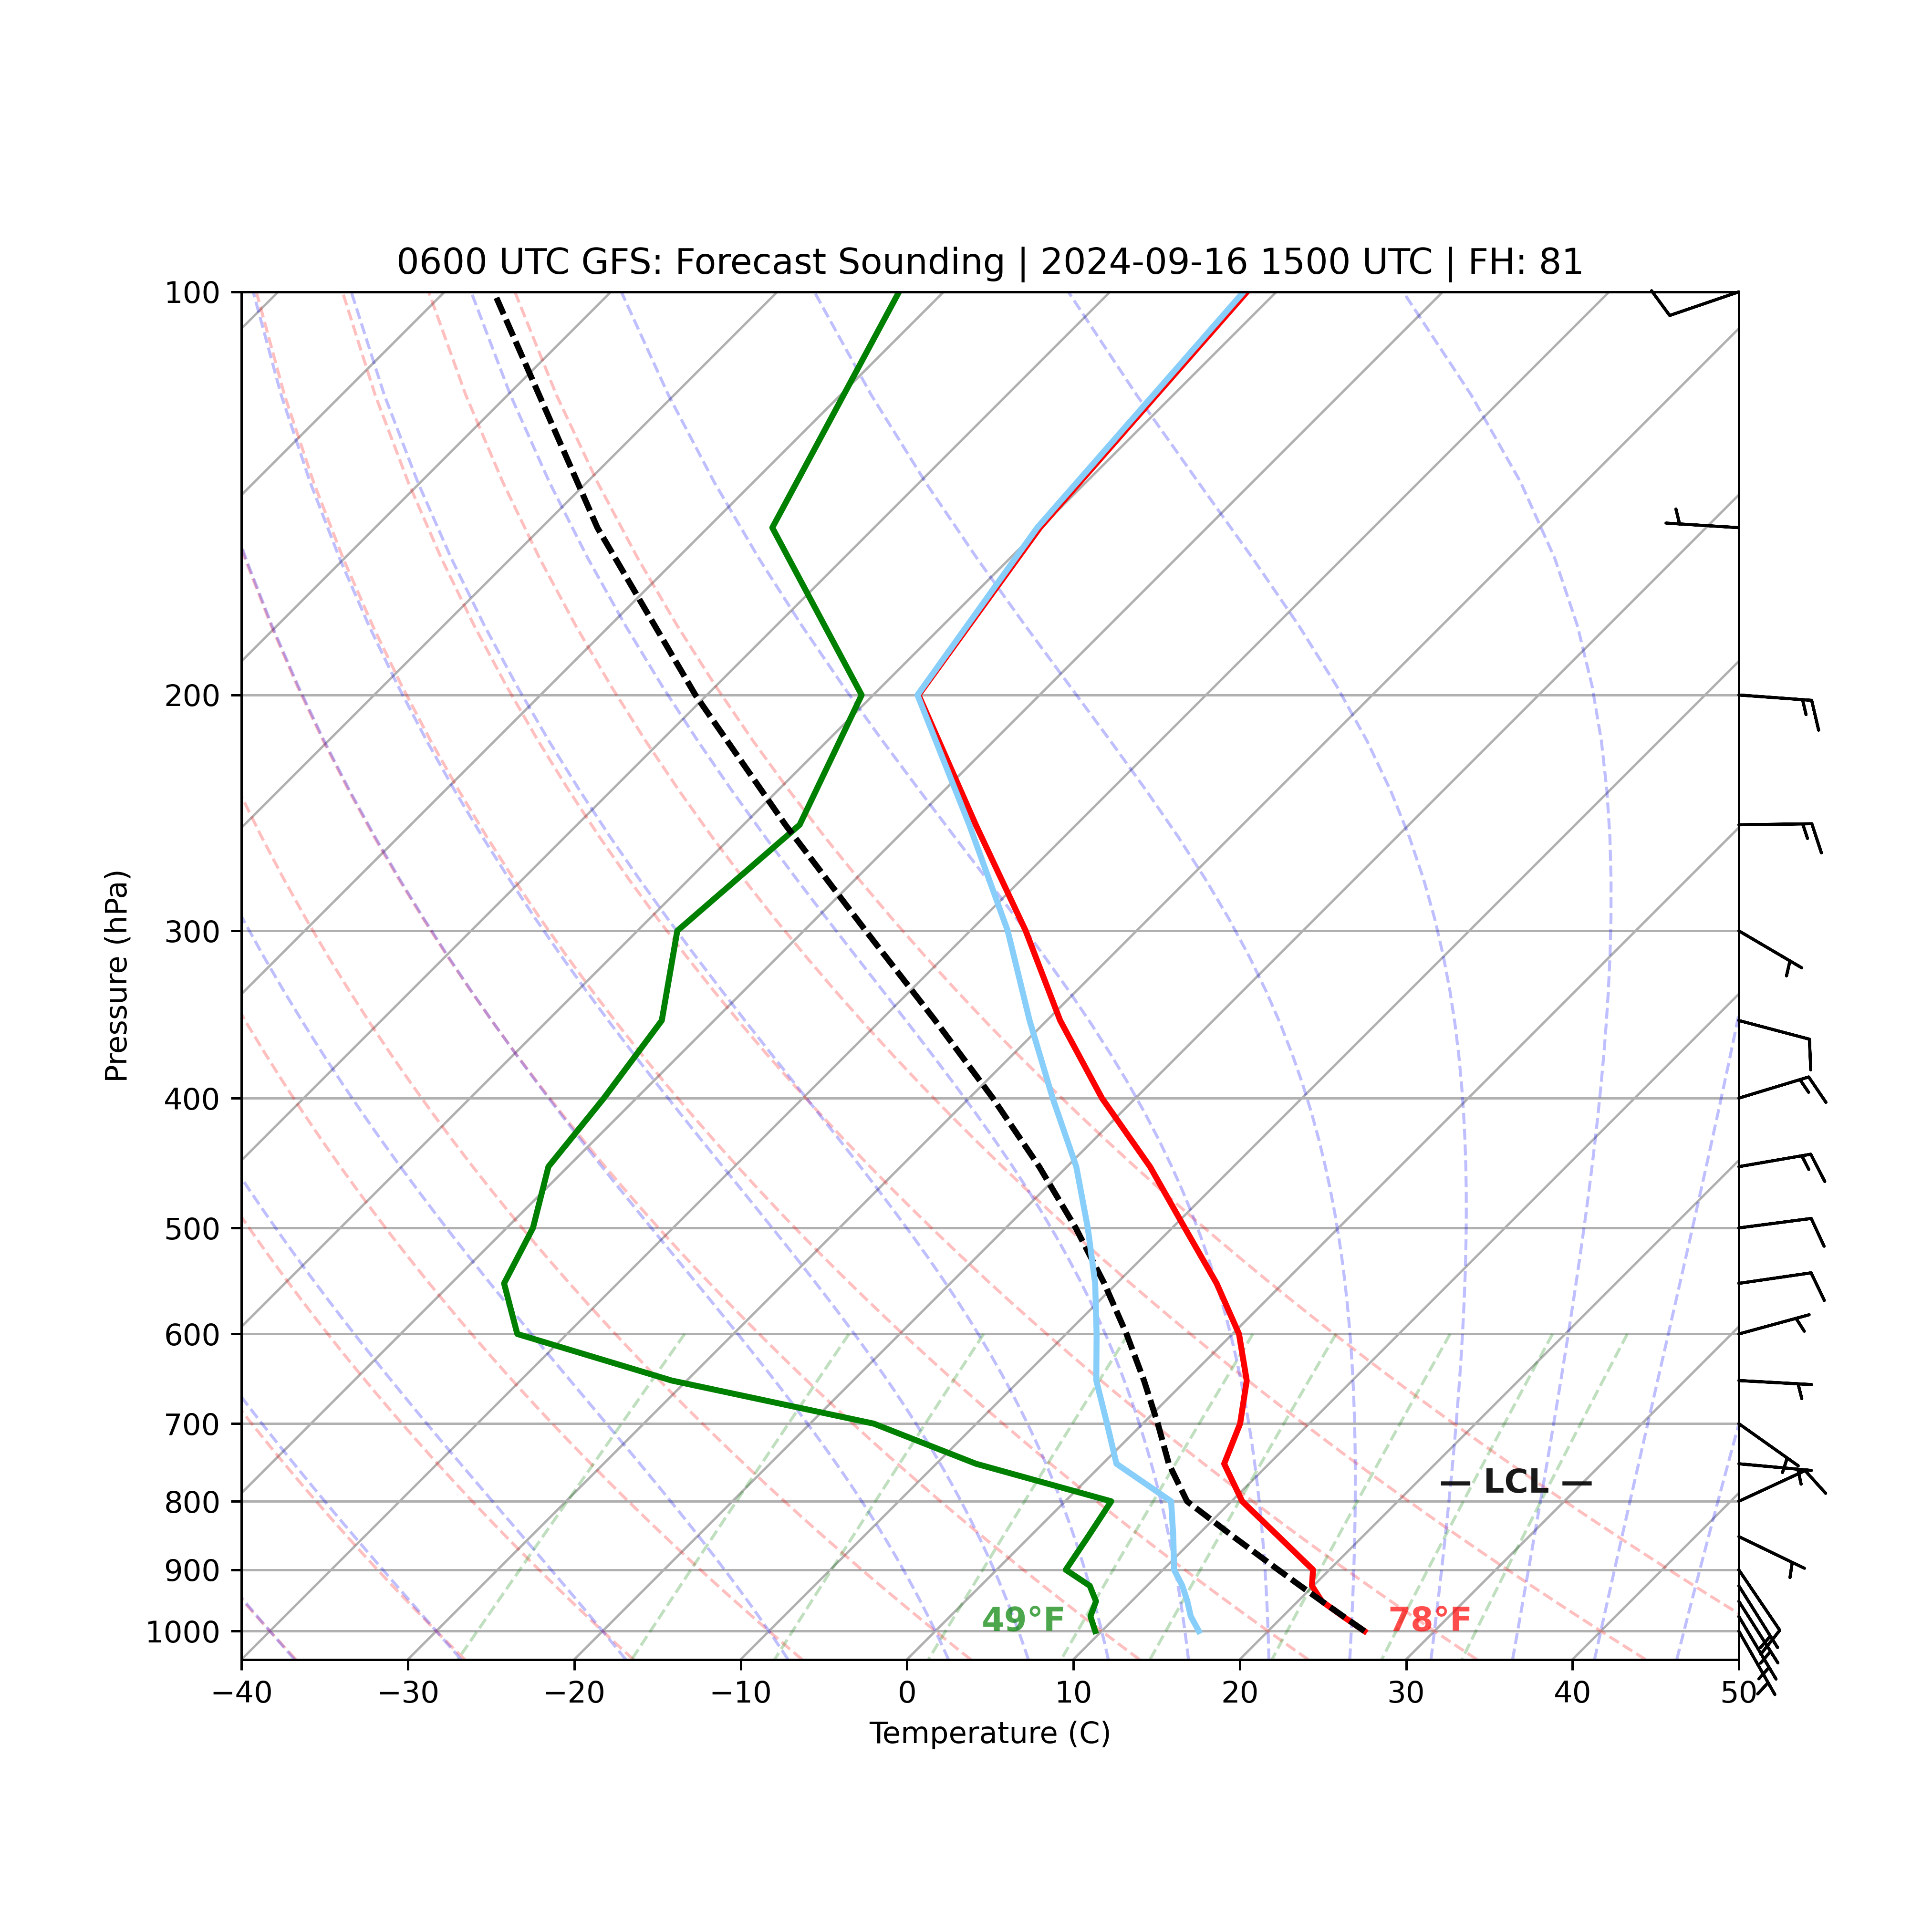 0600 UTC GFS: Forecast Sounding | 2024-09-16 1500 UTC | FH: 81
100
200
300
400
500
600
700
800
900
1000
Pressure (hPa)
— LCL —
49°F
78°F
−40 −30 −20 −10 0 10 20 30 40 50
Temperature (C)